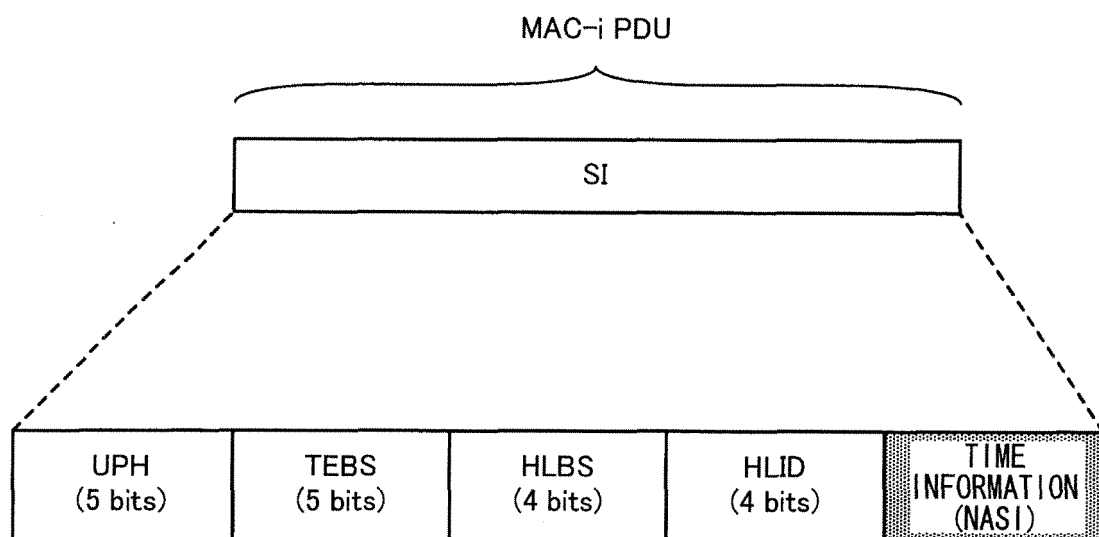 MAC-i PDU
SI
UPH
(5 bits)
TEBS
(5 bits)
HLBS
(4 bits)
HLID
(4 bits)
TIME
INFORMATION
(NASI)